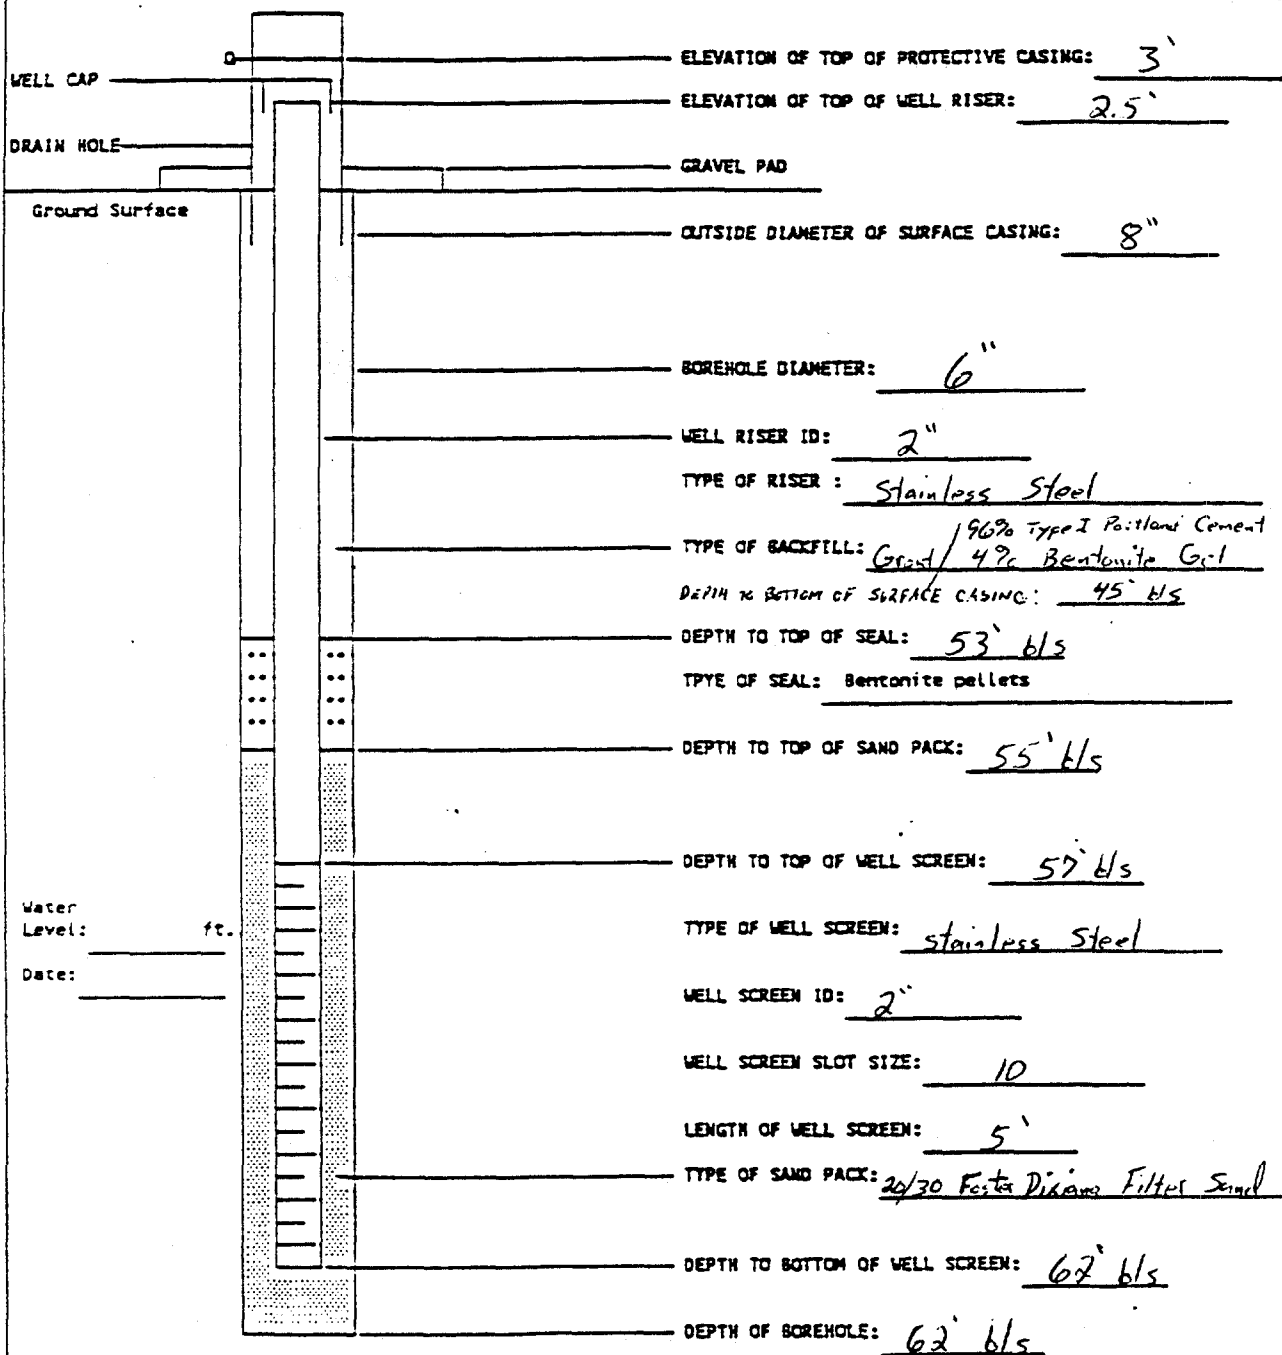 ELEVATION OF TOP OF PROTECTIVE CASING: 3'
WELL CAP
ELEVATION OF TOP OF WELL RISER: 2.5'
DRAIN HOLE
GRAVEL PAD
Ground Surface
OUTSIDE DIAMETER OF SURFACE CASING: 8"
BOREHOLE DIAMETER: 6"
WELL RISER ID: 2"
TYPE OF RISER : Stainless Steel
96% Type I Portland Cement
TYPE OF BACKFILL: Grout / 4% Bentonite Gel
DEPTH to BOTTOM OF SURFACE CASING: 45' bls
DEPTH TO TOP OF SEAL: 53' b/s
TPYE OF SEAL: Bentonite pellets
DEPTH TO TOP OF SAND PACK: 55' b/s
DEPTH TO TOP OF WELL SCREEN: 57' b/s
Water
Level: ft.
TYPE OF WELL SCREEN: stainless Steel
Date:
WELL SCREEN ID: 2"
WELL SCREEN SLOT SIZE: 10
LENGTH OF WELL SCREEN: 5'
TYPE OF SAND PACK: 20/30 Foster Dixiana Filter Sand
DEPTH TO BOTTOM OF WELL SCREEN: 62' b/s
DEPTH OF BOREHOLE: 62' b/s